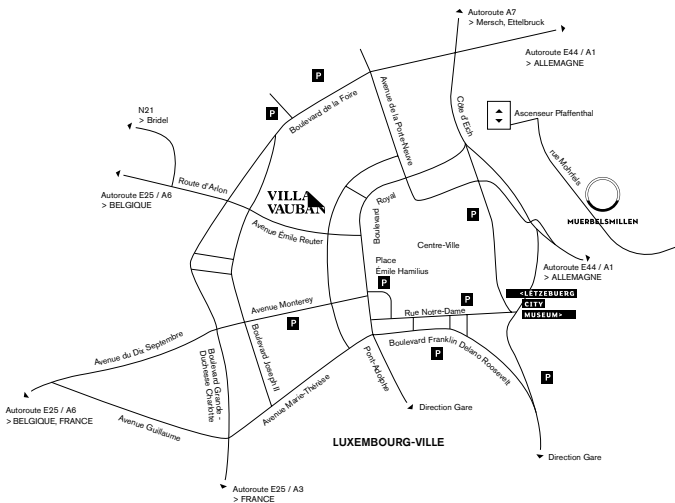 Autoroute A7
> Mersch, Ettelbruck
Autoroute E44 / A1
> ALLEMAGNE
P
Boulevard de la Foire
Avenue de la Porte-Neuve
Côte d'Eich
Ascenseur Pfaffenthal
N21
> Bridel
P
rue Mohrfels
Route d'Arlon
Autoroute E25 / A6
> BELGIQUE
VILLA
VAUBAN
Royal
Boulevard
P
MUERBELSMILLEN
Avenue Émile Reuter
Centre-Ville
Place
Émile Hamilius
P
Autoroute E44 / A1
> ALLEMAGNE
<LËTZEBUERG
CITY
MUSEUM>
Avenue Monterey
P
Rue Notre-Dame
P
Avenue du Dix Septembre
Boulevard Grande-
Duchesse Charlotte
Boulevard Joseph II
Pont-Adolphe
Boulevard Franklin Delano Roosevelt
P
P
Avenue Marie-Thérèse
Autoroute E25 / A6
> BELGIQUE, FRANCE
Avenue Guillaume
Direction Gare
LUXEMBOURG-VILLE
Direction Gare
Autoroute E25 / A3
> FRANCE